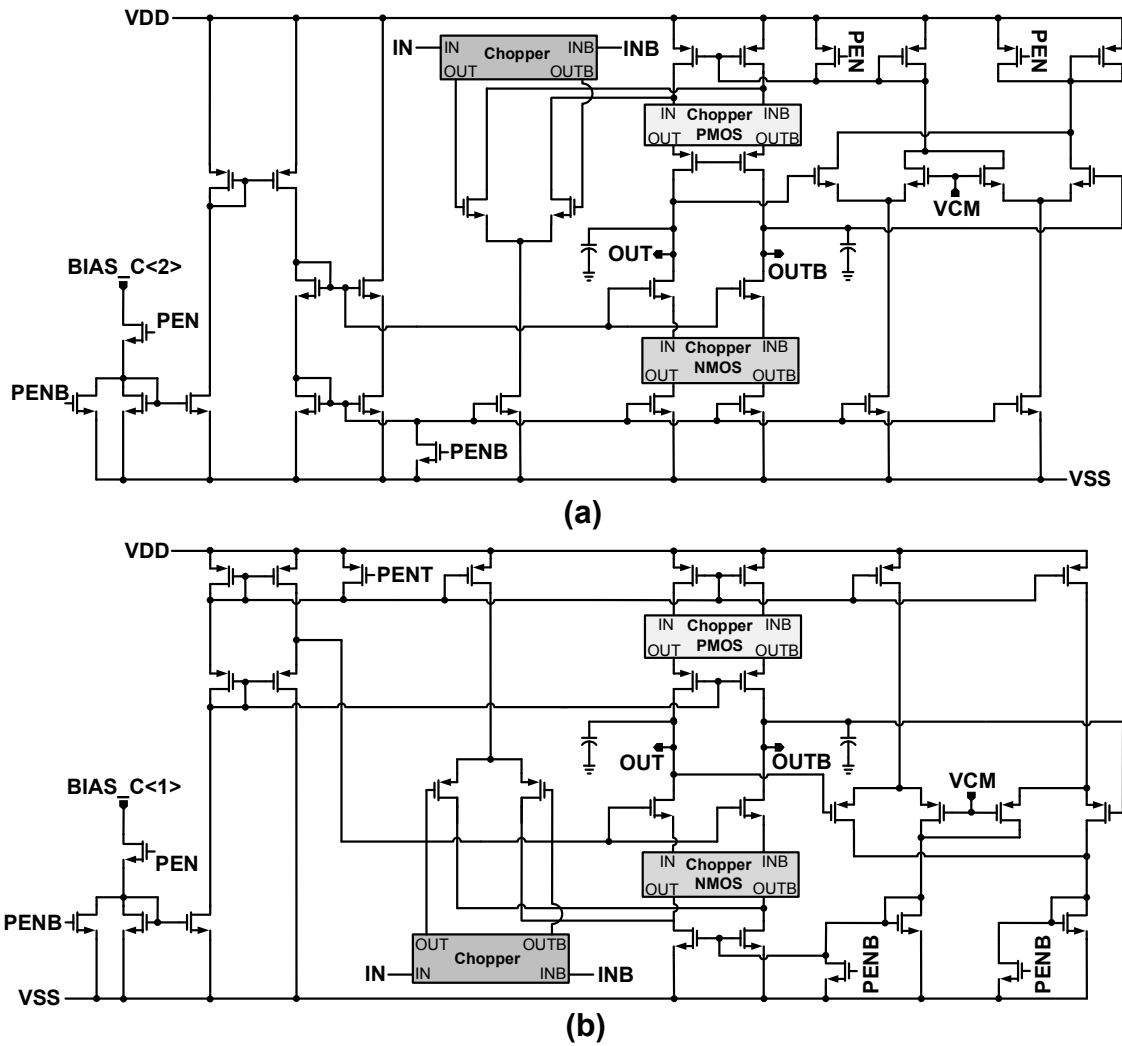 VDD
IN
IN
Chopper
INB
INB
OUT
OUTB
PEN
PEN
IN
Chopper
INB
OUT
PMOS
OUTB
VCM
BIAS_C<2>
OUT
OUTB
PEN
IN
Chopper
INB
OUT
NMOS
OUTB
PENB
PENB
VSS
(a)
VDD
PENT
IN
Chopper
INB
OUT
PMOS
OUTB
OUT
OUTB
BIAS_C<1>
VCM
PEN
IN
Chopper
INB
OUT
NMOS
OUTB
PENB
OUT
OUTB
Chopper
IN
IN
INB
INB
PENB
PENB
VSS
(b)